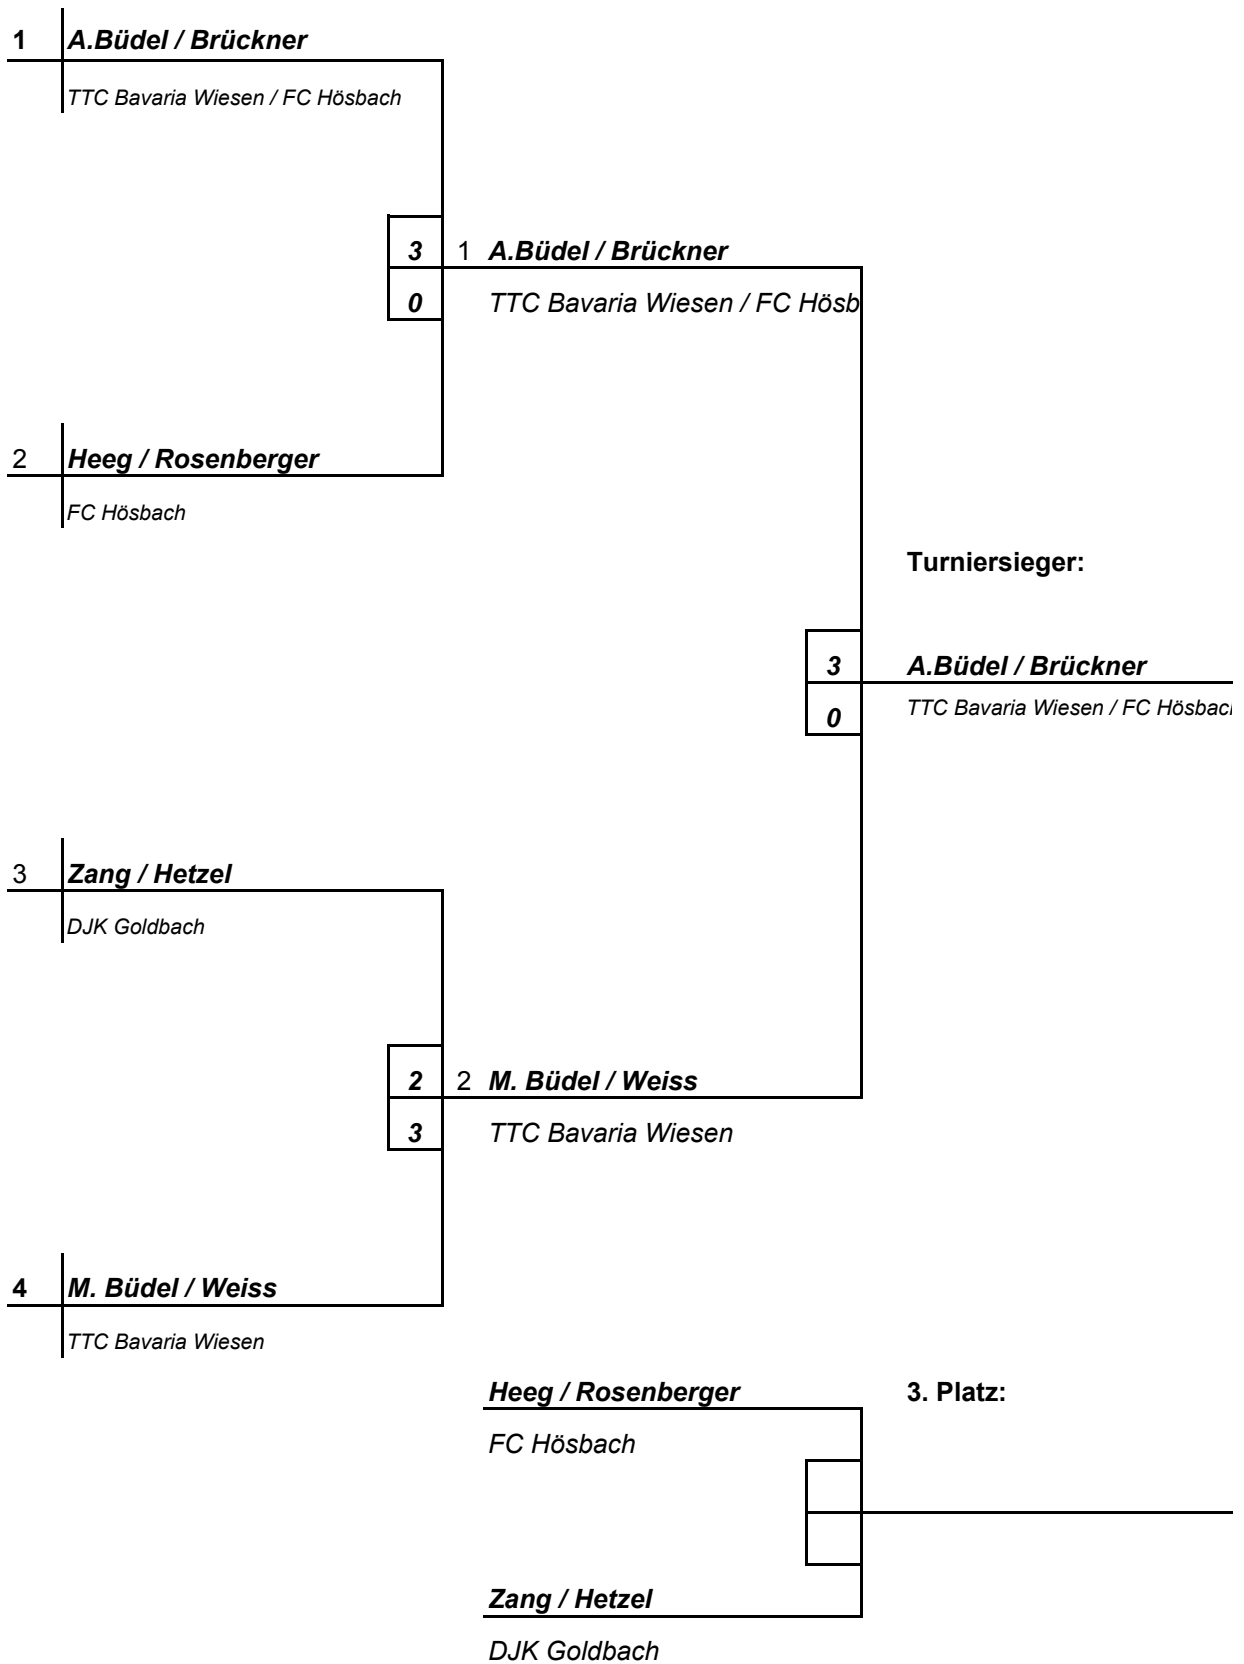 1 A.Büdel / Brückner
TTC Bavaria Wiesen / FC Hösbach
3 1 A.Büdel / Brückner
0 TTC Bavaria Wiesen / FC Hösb
2 Heeg / Rosenberger
FC Hösbach
Turniersieger:
3 A.Büdel / Brückner
0 TTC Bavaria Wiesen / FC Hösbach
3 Zang / Hetzel
DJK Goldbach
2 2 M. Büdel / Weiss
3 TTC Bavaria Wiesen
4 M. Büdel / Weiss
TTC Bavaria Wiesen
Heeg / Rosenberger 3. Platz:
FC Hösbach
Zang / Hetzel
DJK Goldbach